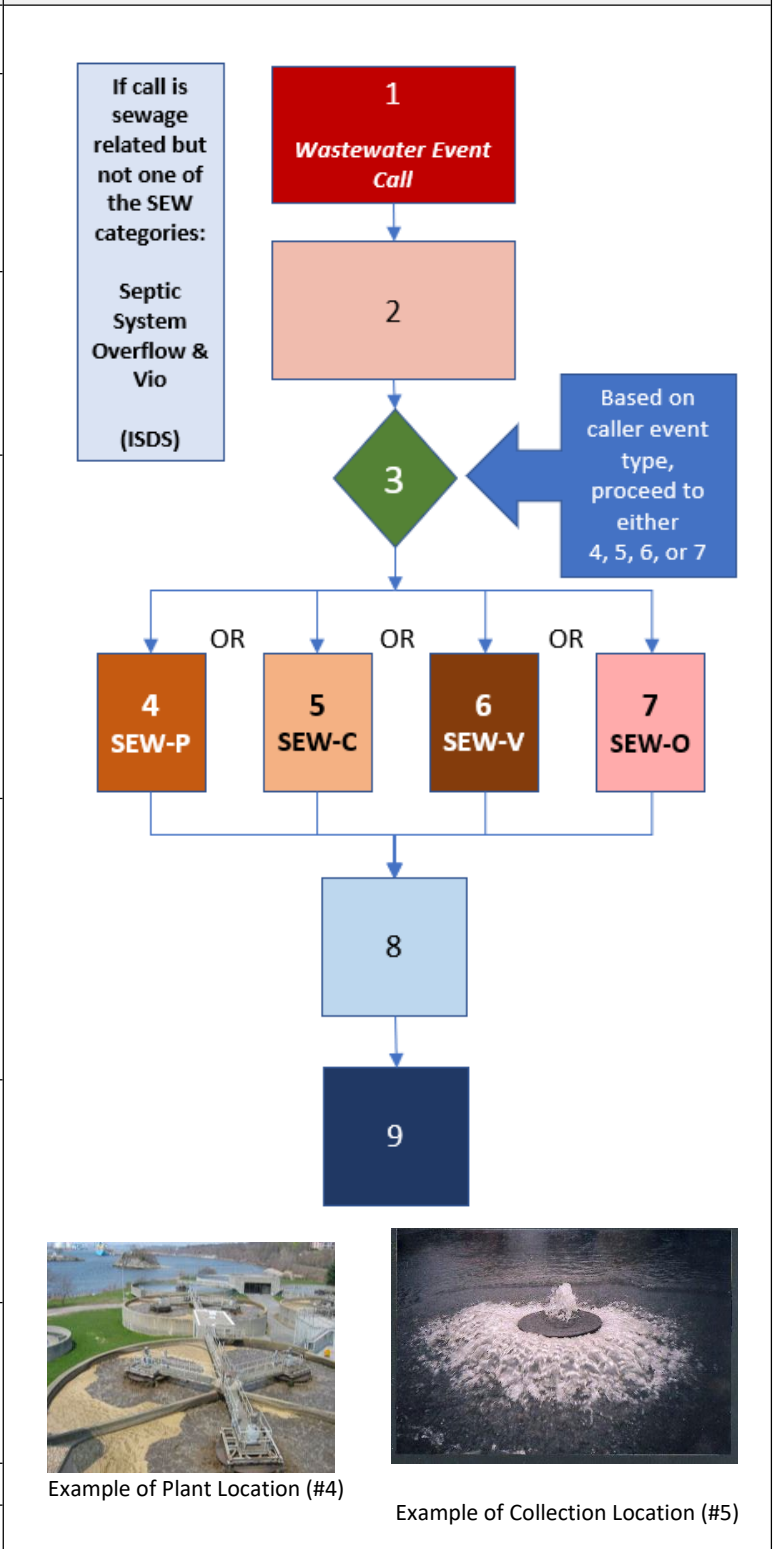 If call is
sewage
related but
not one of
the SEW
categories:
Septic
System
Overflow &
Vio
(ISDS)
1
Wastewater Event
Call
2
3
Based on
caller event
type,
proceed to
either
4, 5, 6, or 7
OR
OR
OR
4
SEW-P
5
SEW-C
6
SEW-V
7
SEW-O
8
9
Example of Plant Location (#4)
Example of Collection Location (#5)